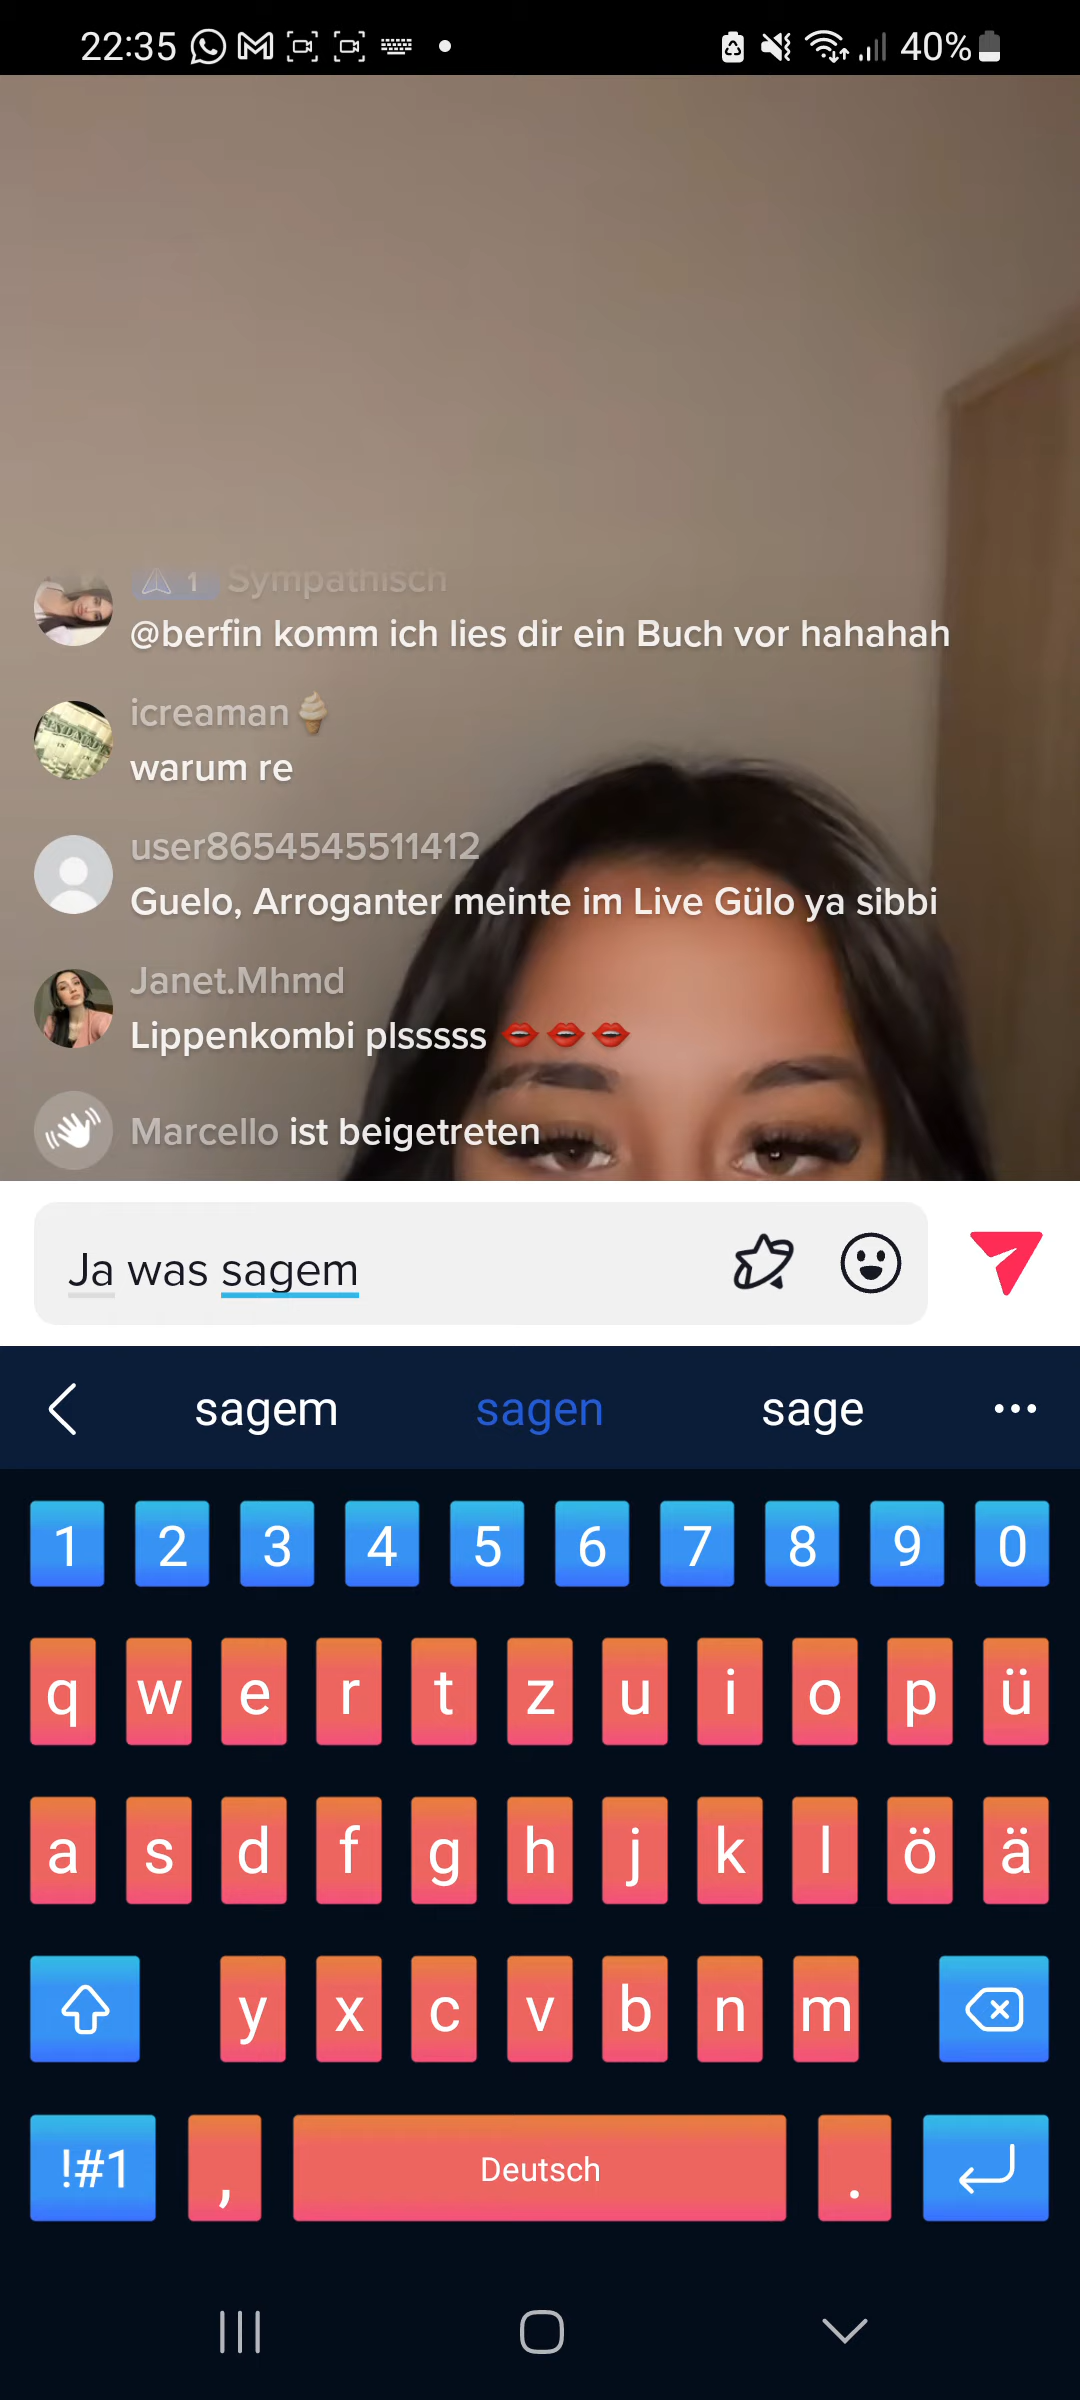 22:35 40%
1 Sympathisch
@berfin komm ich lies dir ein Buch vor hahahah
icreaman
warum re
user8654545511412
Guelo, Arroganter meinte im Live Gülo ya sibbi
Janet.Mhmd
Lippenkombi plsssss
Marcello ist beigetreten
Ja was sagem
sagem sagen sage
1 2 3 4 5 6 7 8 9 0
q w e r t z u i o p ü
a s d f g h j k l ö ä
y x c v b n m
!#1 , Deutsch .